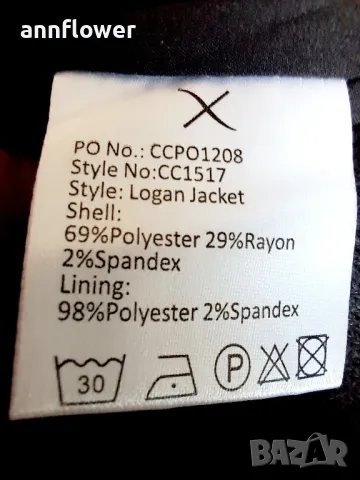 annflower
PO No.: CCPO1208
Style No:CC1517
Style: Logan Jacket
Shell:
69%Polyester 29%Rayon
2%Spandex
Lining:
98%Polyester 2%Spandex
30
P
BAZAR